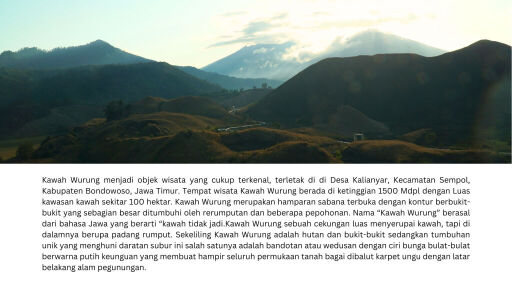 Kawah Wurung menjadi objek wisata yang cukup terkenal, terletak di di Desa Kalianyar, Kecamatan Sempol,
Kabupaten Bondowoso, Jawa Timur. Tempat wisata Kawah Wurung berada di ketinggian 1500 Mdpl dengan Luas
kawasan kawah sekitar 100 hektar. Kawah Wurung merupakan hamparan sabana terbuka dengan kontur berbukit-
bukit yang sebagian besar ditumbuhi oleh rerumputan dan beberapa pepohonan. Nama “Kawah Wurung” berasal
dari bahasa Jawa yang berarti “kawah tidak jadi.Kawah Wurung sebuah cekungan luas menyerupai kawah, tapi di
dalamnya berupa padang rumput. Sekeliling Kawah Wurung adalah hutan dan bukit-bukit sedangkan tumbuhan
unik yang menghuni daratan subur ini salah satunya adalah bandotan atau wedusan dengan ciri bunga bulat-bulat
berwarna putih keunguan yang membuat hampir seluruh permukaan tanah bagai dibalut karpet ungu dengan latar
belakang alam pegunungan.